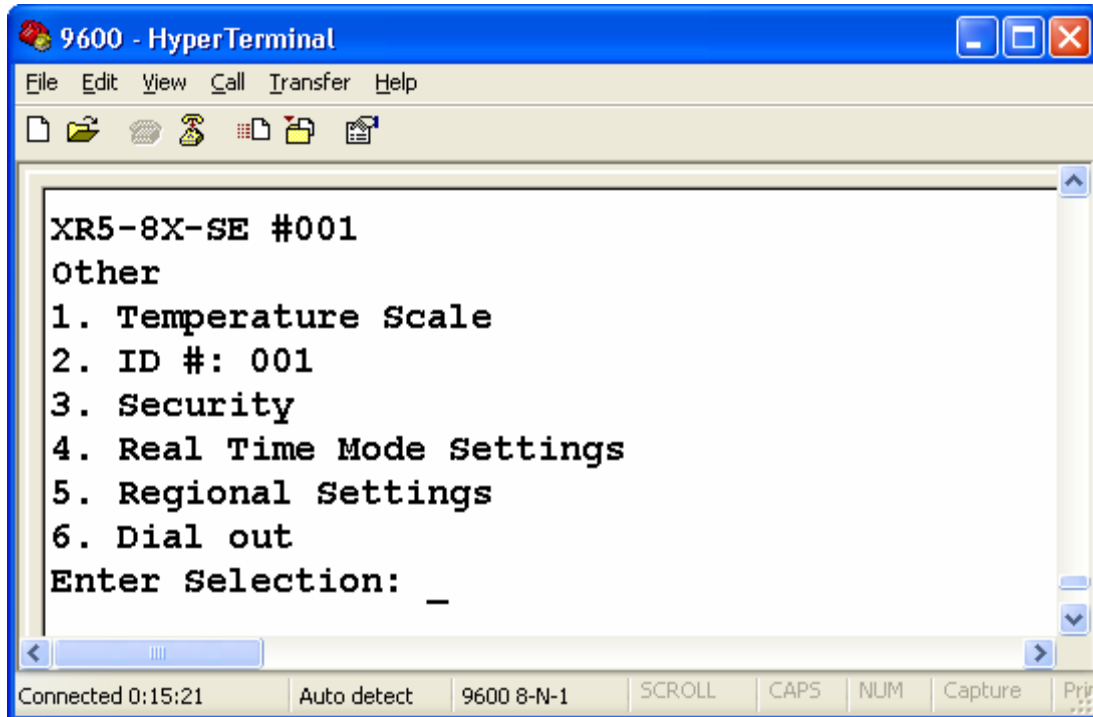 9600 - HyperTerminal
File Edit View Call Transfer Help
XR5-8X-SE #001
Other
1. Temperature Scale
2. ID #: 001
3. Security
4. Real Time Mode Settings
5. Regional Settings
6. Dial out
Enter Selection: _
Connected 0:15:21 Auto detect 9600 8-N-1 SCROLL CAPS NUM Capture